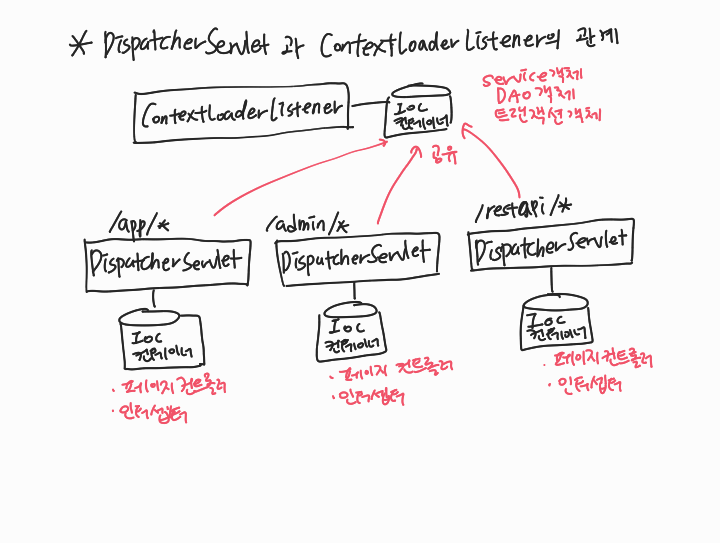 * DispatcherServlet 과 ContextLoaderListener의 관계
ContextLoaderListener
IoC
컨테이너
service객체
DAO객체
트랜잭션객체
공유
/app/*
DispatcherServlet
IoC
컨테이너
· 페이지 컨트롤러
· 인터셉터
/admin/*
DispatcherServlet
IoC
컨테이너
· 페이지 컨트롤러
· 인터셉터
/restapi/*
DispatcherServlet
IoC
컨테이너
· 페이지 컨트롤러
· 인터셉터